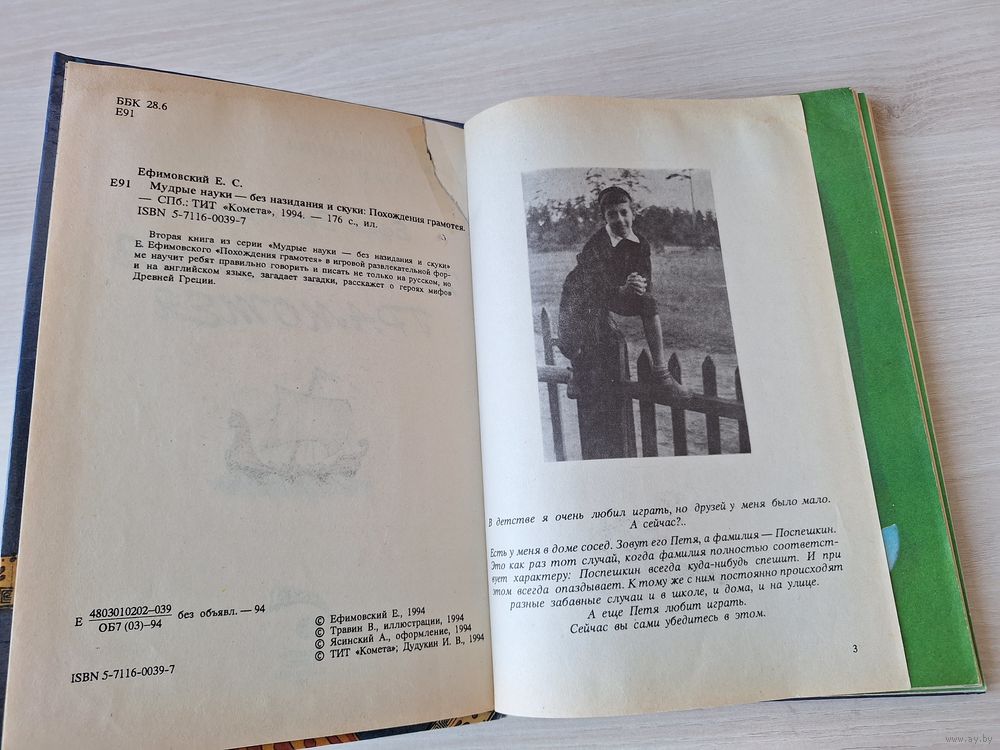 ББК 28.6
Е91
Ефимовский Е. С.
Е91 Мудрые науки — без назидания и скуки: Похождения грамотея.
— СПб.: ТИТ «Комета», 1994. — 176 с., ил.
ISBN 5-7116-0039-7
Вторая книга из серии «Мудрые науки — без назидания и скуки»
Е. Ефимовского «Похождения грамотея» в игровой развлекательной фор-
ме научит ребят правильно говорить и писать не только на русском, но
и на английском языке, загадает загадки, расскажет о героях мифов
Древней Греции.
Е 4803010202—039 без объявл. — 94
ОБ7 (03)—94
© Ефимовский Е., 1994
© Травин В., иллюстрации, 1994
© Ясинский А., оформление, 1994
© ТИТ «Комета»; Дудукин И. В., 1994
ISBN 5-7116-0039-7
В детстве я очень любил играть, но друзей у меня было мало.
А сейчас?..
Есть у меня в доме сосед. Зовут его Петя, а фамилия — Поспешкин.
Это как раз тот случай, когда фамилия полностью соответст-
вует характеру: Поспешкин всегда куда-нибудь спешит. И при
этом всегда опаздывает. К тому же с ним постоянно происходят
разные забавные случаи и в школе, и дома, и на улице.
А еще Петя любит играть.
Сейчас вы сами убедитесь в этом.
3
www.ay.by